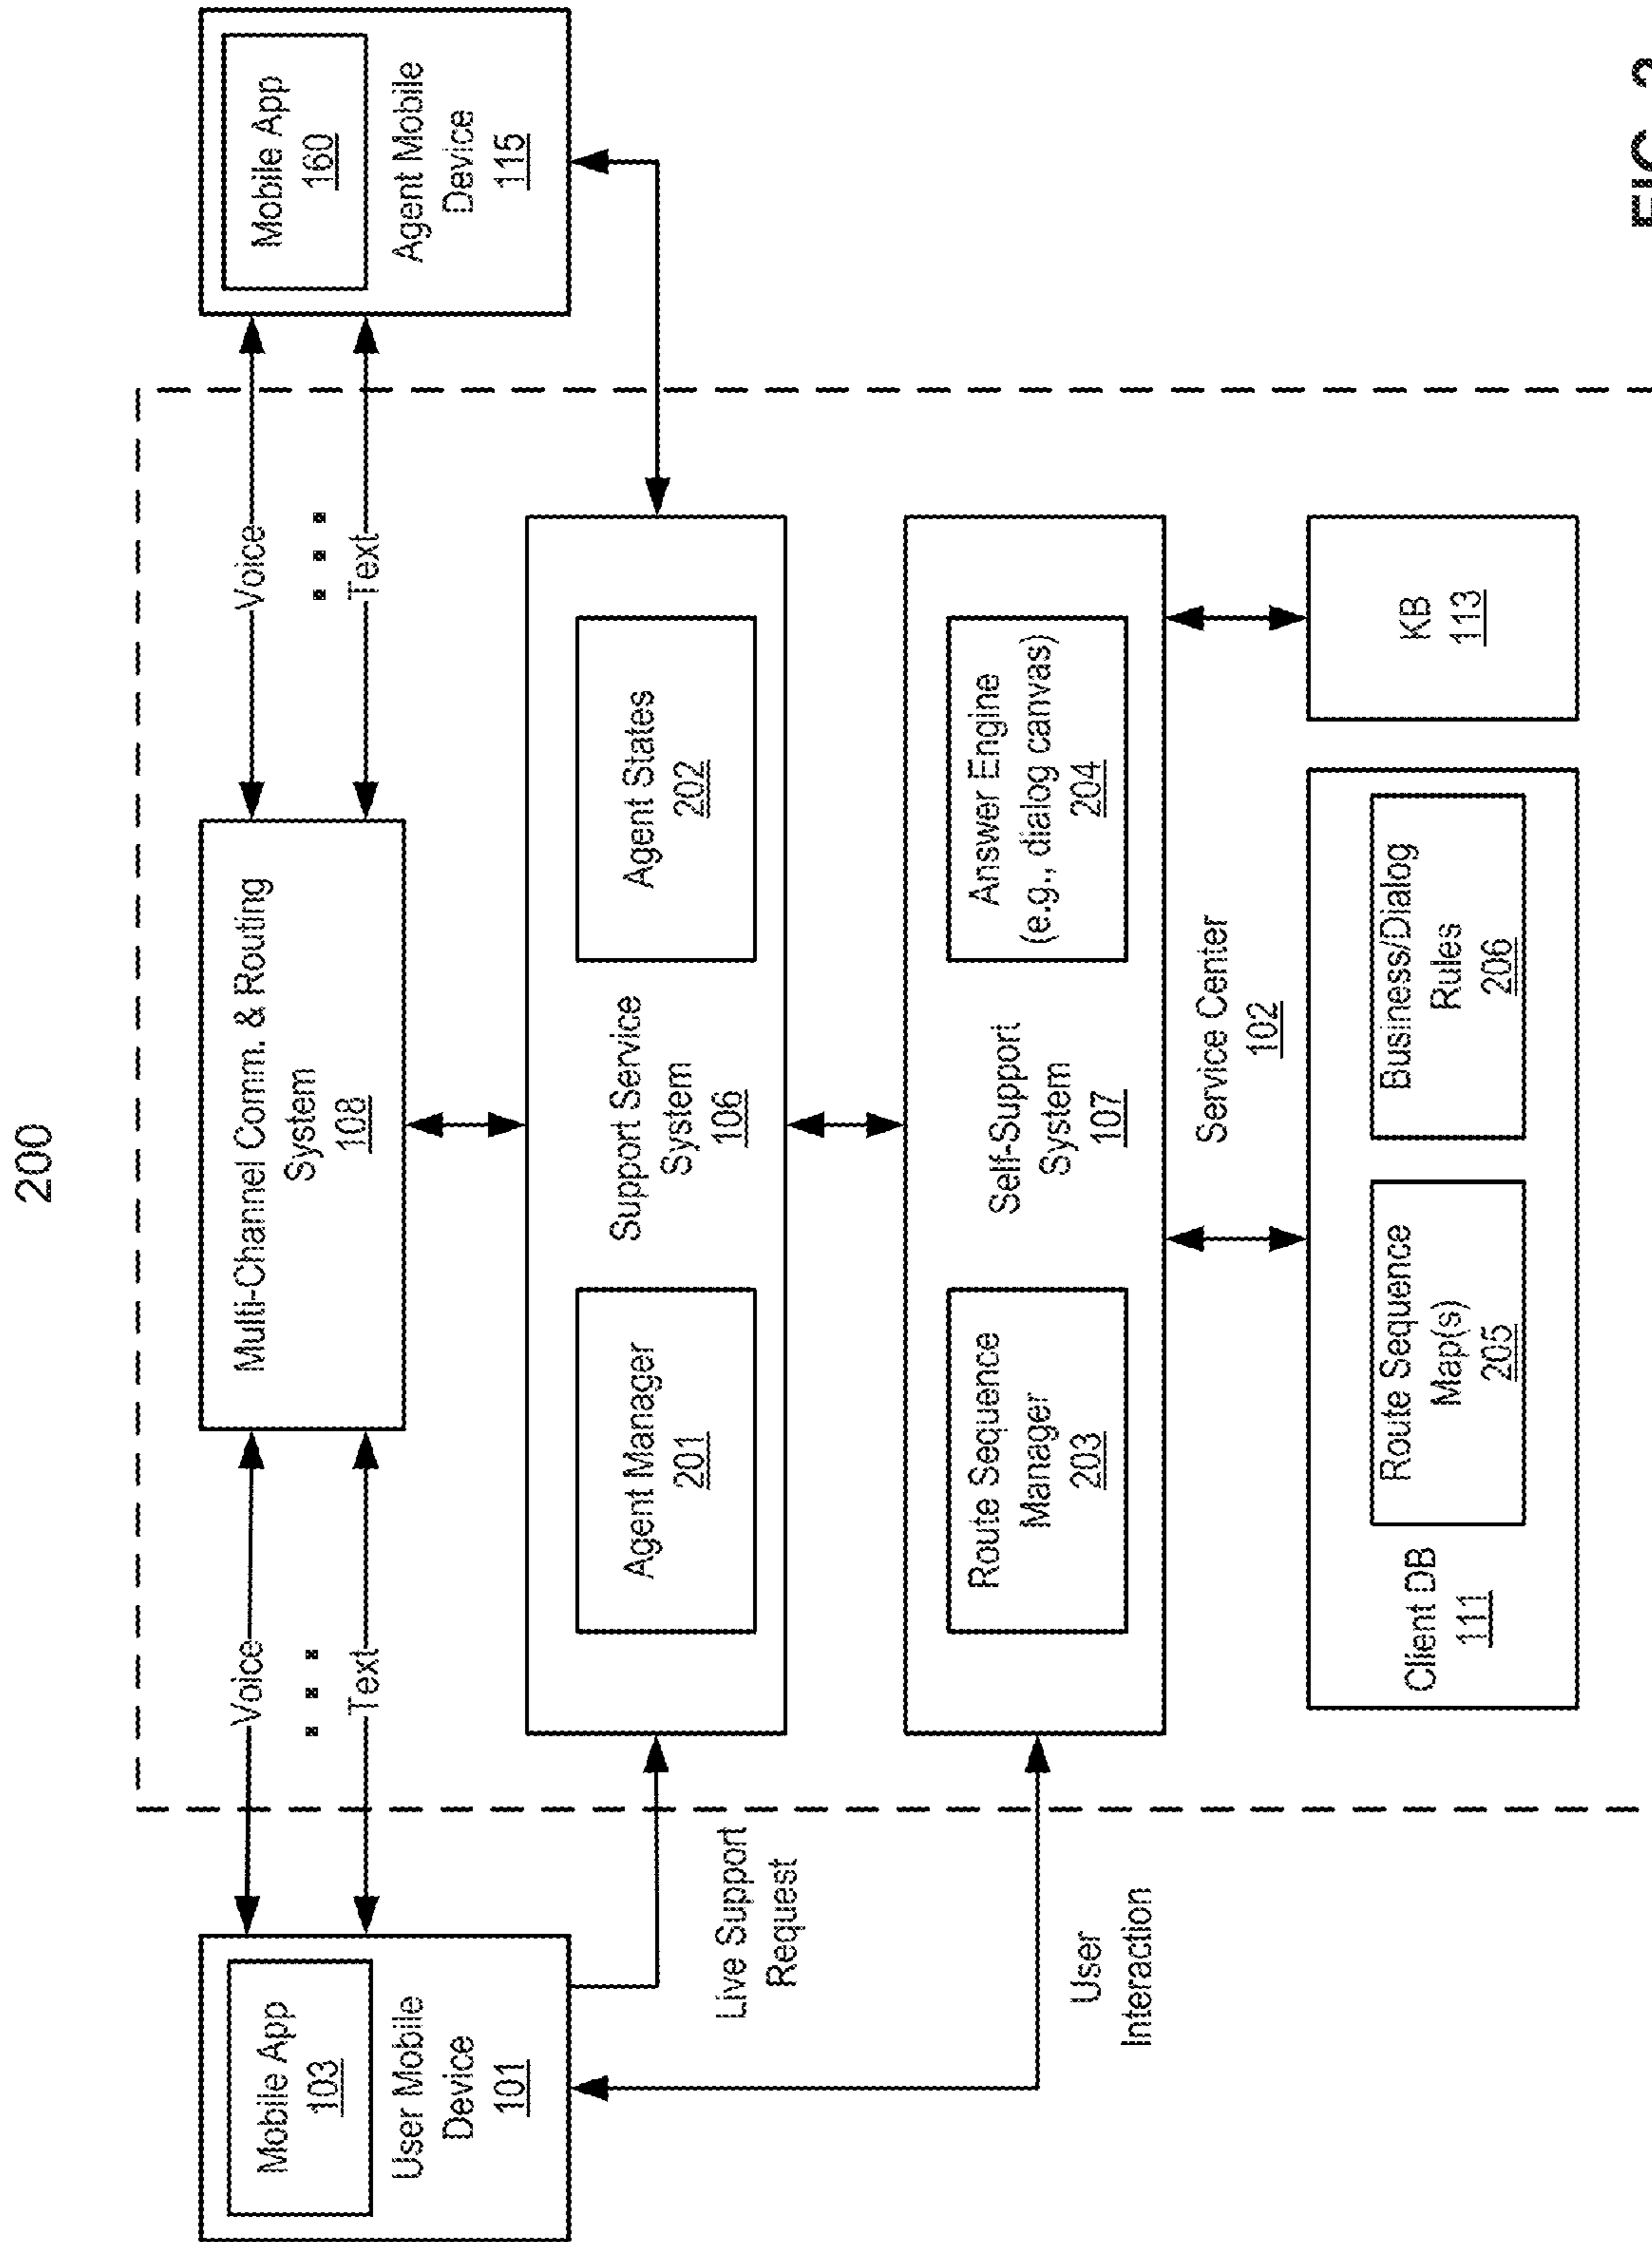 200
Mobile App
103
User Mobile
Device
101
Voice
Text
Live Support
Request
User
Interaction
Multi-Channel Comm. & Routing
System
108
Voice
Text
Mobile App
160
Agent Mobile
Device
115
Agent Manager
201
Support Service
System
106
Agent States
202
Route Sequence
Manager
203
Self-Support
System
107
Answer Engine
(e.g., dialog canvas)
204
Service Center
102
Client DB
111
Route Sequence
Map(s)
205
Business/Dialog
Rules
206
KB
113
FIG. 2